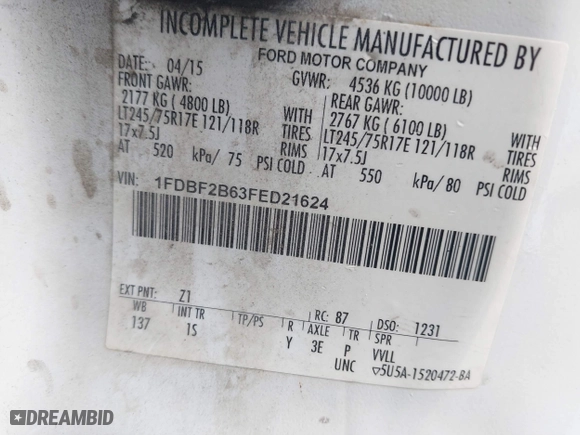 INCOMPLETE VEHICLE MANUFACTURED BY
FORD MOTOR COMPANY
DATE: 04/15 GVWR: 4536 KG (10000 LB)
FRONT GAWR: REAR GAWR:
2177 KG ( 4800 LB) WITH 2767 KG ( 6100 LB) WITH
LT245/75R17E 121/118R TIRES LT245/75R17E 121/118R TIRES
17x7.5J RIMS 17x7.5J RIMS
AT 520 kPa/ 75 PSI COLD AT 550 kPa/ 80 PSI COLD
VIN: 1FDBF2B63FED21624
EXT PNT: Z1 RC: 87 DSO: 1231
WB INT TR TP/PS R AXLE TR SPR
137 1S Y 3E P VVLL
UNC ▽5U5A-1520472-BA
DREAMBID